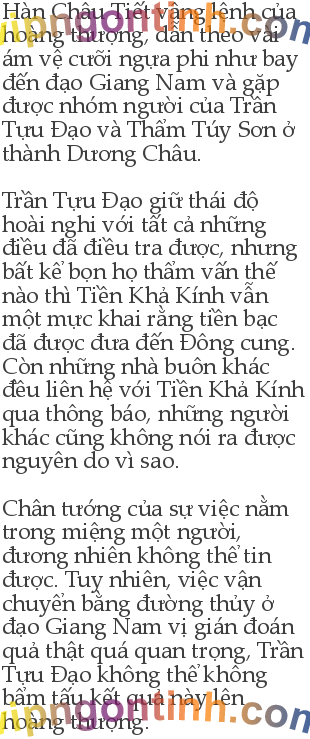 Hàn Châu Tiết vâng lệnh của
hoàng thượng, dẫn theo vài
ám vệ cưỡi ngựa phi như bay
đến đạo Giang Nam và gặp
được nhóm người của Trần
Tựu Đạo và Thẩm Túy Sơn ở
thành Dương Châu.

Trần Tựu Đạo giữ thái độ
hoài nghi với tất cả những
điều đã điều tra được, nhưng
bất kể bọn họ thẩm vấn thế
nào thì Tiền Khả Kính vẫn
một mực khai rằng tiền bạc
đã được đưa đến Đông cung.
Còn những nhà buôn khác
đều liên hệ với Tiền Khả Kính
qua thông báo, những người
khác cũng không nói ra được
nguyên do vì sao.

Chân tướng của sự việc nằm
trong miệng một người,
đương nhiên không thể tin
được. Tuy nhiên, việc vận
chuyển bằng đường thủy ở
đạo Giang Nam vị gián đoán
quả thật quá quan trọng, Trần
Tựu Đạo không thể không
bẩm tấu kết quả này lên
hoàng thượng.
vipngontinh.com
vipngontinh.com